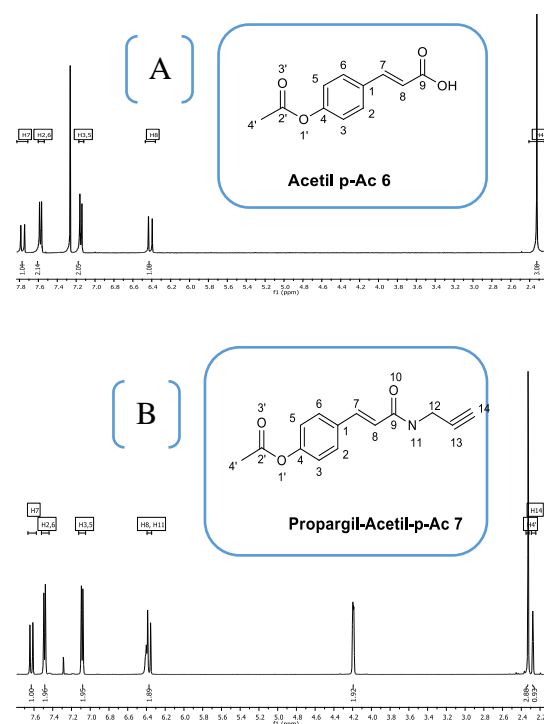 A
3'
O
4'
2'
O
1'
5
6
4
1
3
2
7
8
O
9
OH
Acetil p-Ac 6
H7
H2,6
H3,5
H8
1.04
2.14
2.05
1.08
3.00
7.8 7.6 7.4 7.2 7.0 6.8 6.6 6.4 6.2 6.0 5.8 5.6 5.4 5.2 5.0 4.8 4.6 4.4 4.2 4.0 3.8 3.6 3.4 3.2 3.0 2.8 2.6 2.4
f1 (ppm)
B
3'
O
4'
2'
O
1'
5
6
4
1
3
2
7
8
10
O
9
N
11
12
13
14
Propargil-Acetil-p-Ac 7
H7
H2,6
H3,5
H8, H11
H14
H4'
1.00
1.96
1.95
1.89
1.92
2.88
0.93
7.6 7.4 7.2 7.0 6.8 6.6 6.4 6.2 6.0 5.8 5.6 5.4 5.2 5.0 4.8 4.6 4.4 4.2 4.0 3.8 3.6 3.4 3.2 3.0 2.8 2.6 2.4 2.2